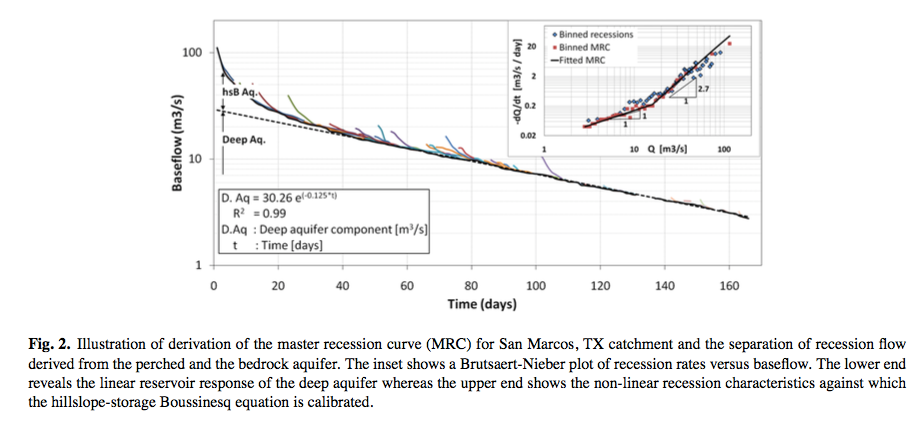 100
10
1
Baseflow (m3/s)
hsB Aq.
Deep Aq.
D. Aq = 30.26 e(-0.125*t)
R² = 0.99
D.Aq : Deep aquifer component [m³/s]
t : Time [days]
0 20 40 60 80 100 120 140 160
Time (days)
Binned recessions
Binned MRC
Fitted MRC
-dQ/dt [m3/s / day]
20
2
0.2
0.02
2.7
1
1
1
1 10 Q [m3/s] 100
Fig. 2. Illustration of derivation of the master recession curve (MRC) for San Marcos, TX catchment and the separation of recession flow
derived from the perched and the bedrock aquifer. The inset shows a Brutsaert-Nieber plot of recession rates versus baseflow. The lower end
reveals the linear reservoir response of the deep aquifer whereas the upper end shows the non-linear recession characteristics against which
the hillslope-storage Boussinesq equation is calibrated.